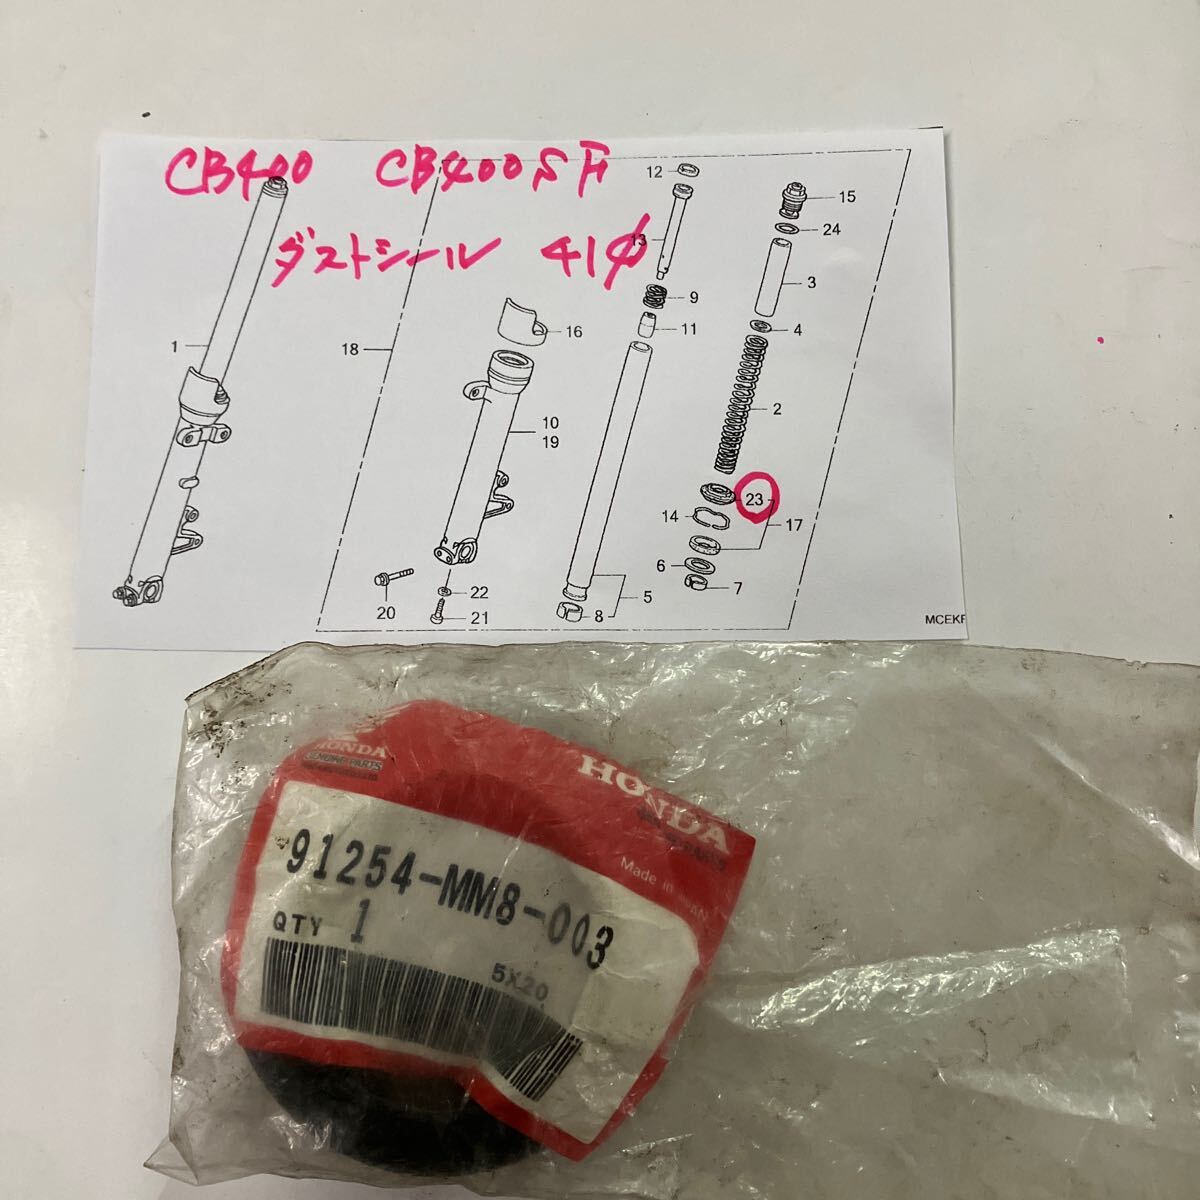 CB400 CB400SF
ダストシール 41φ
12
15
13
24
9
3
16
11
4
1
18
10
19
2
23
14
17
6
22
5
7
20
21
8
MCEKF
HONDA
GENUINE PARTS
HONDA
Made in
91254-MM8-003
QTY 1
5X20